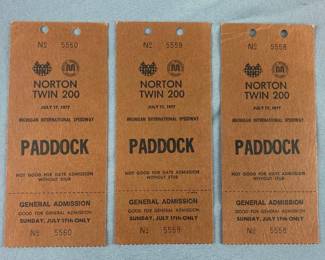 No 5560
NORTON
TWIN 200
JULY 17, 1977
MICHIGAN INTERNATIONAL SPEEDWAY
PADDOCK
NOT GOOD FOR GATE ADMISSION
WITHOUT STUB
GENERAL ADMISSION
GOOD FOR GENERAL ADMISSION
SUNDAY, JULY 17th ONLY
No 5560
No 5559
NORTON
TWIN 200
JULY 17, 1977
MICHIGAN INTERNATIONAL SPEEDWAY
PADDOCK
NOT GOOD FOR GATE ADMISSION
WITHOUT STUB
GENERAL ADMISSION
GOOD FOR GENERAL ADMISSION
SUNDAY, JULY 17th ONLY
No 5559
No 5558
NORTON
TWIN 200
JULY 17, 1977
MICHIGAN INTERNATIONAL SPEEDWAY
PADDOCK
NOT GOOD FOR GATE ADMISSION
WITHOUT STUB
GENERAL ADMISSION
GOOD FOR GENERAL ADMISSION
SUNDAY, JULY 17th ONLY
No 5558